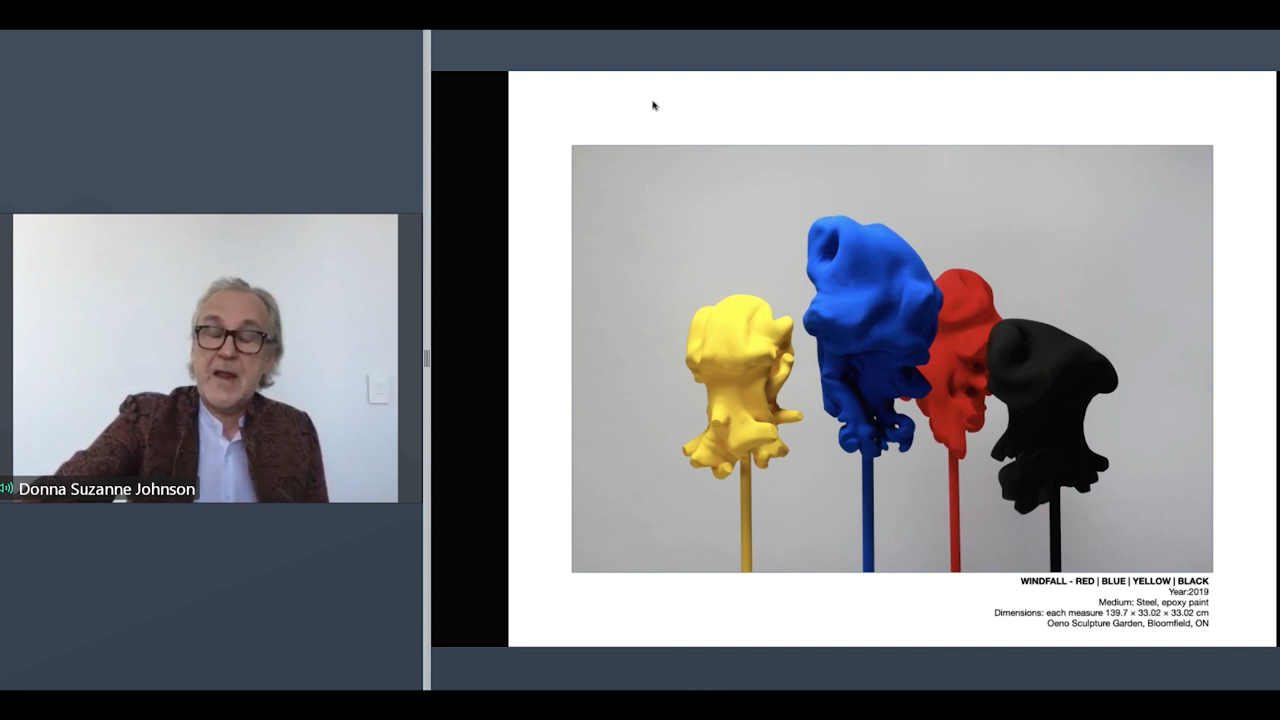 Donna Suzanne Johnson
WINDFALL - RED | BLUE | YELLOW | BLACK
Year:2019
Medium: Steel, epoxy paint
Dimensions: each measure 139.7 × 33.02 × 33.02 cm
Oeno Sculpture Garden, Bloomfield, ON